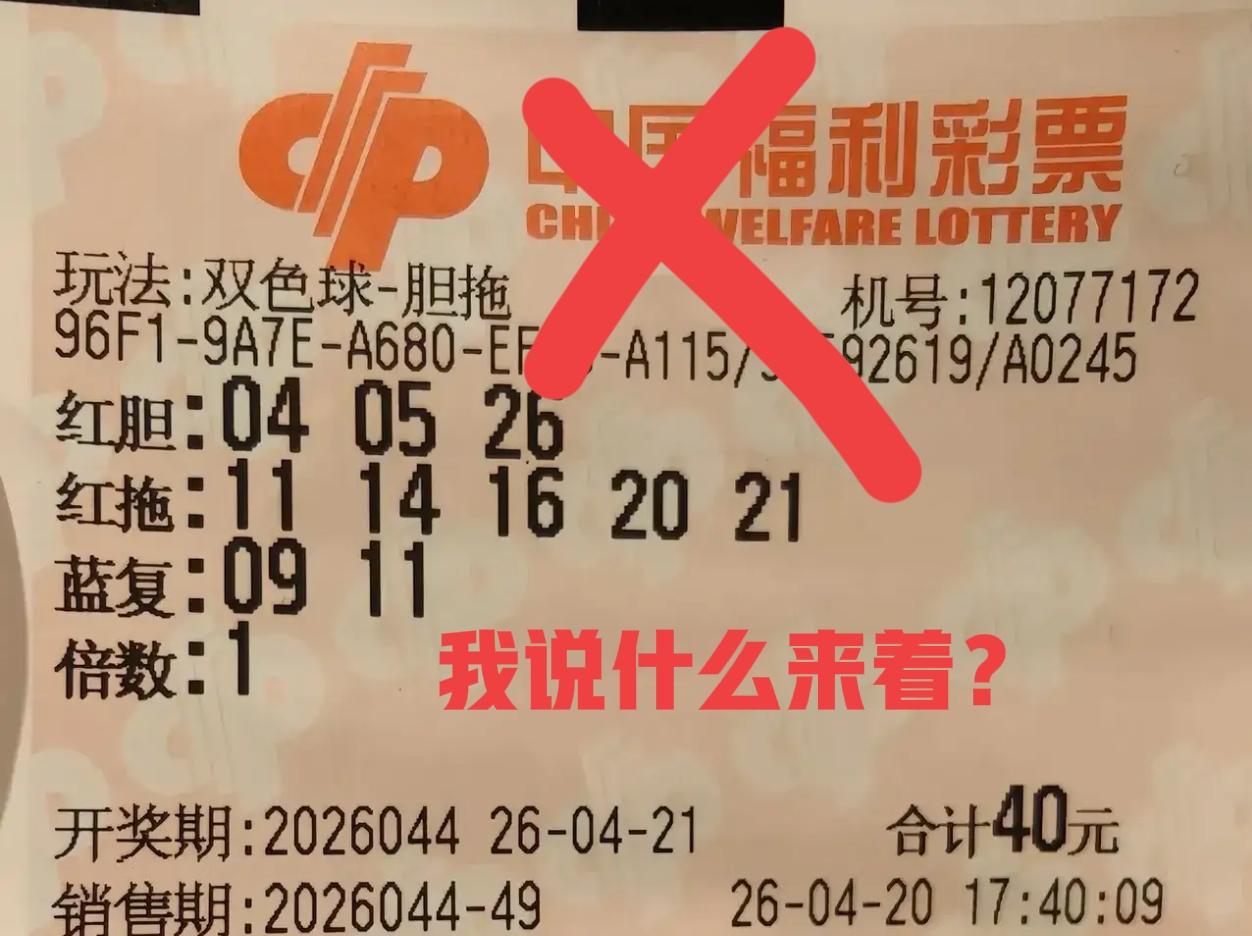 中国福利彩票
CHINA WELFARE LOTTERY
玩法:双色球-胆拖 机号:12077172
96F1-9A7E-A680- -A115/ 92619/A0245
红胆:04 05 26
红拖:11 14 16 20 21
蓝复:09 11
倍数:1
我说什么来着?
开奖期:2026044 26-04-21 合计40元
销售期:2026044-49 26-04-20 17:40:09